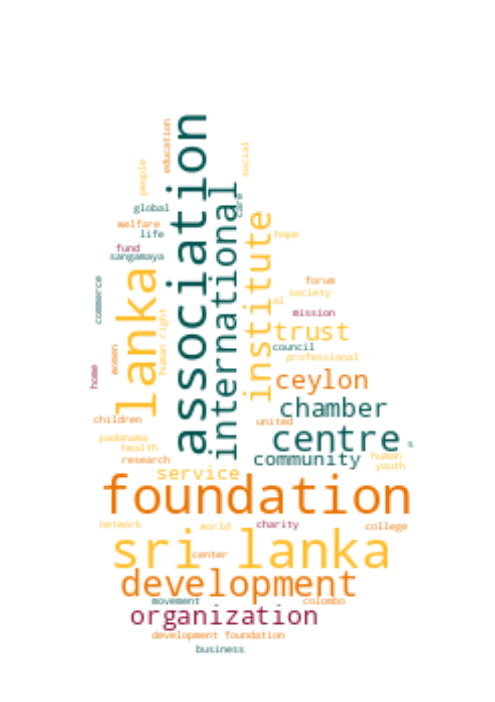 education
association
social
people
care
global
international
institute
welfare
life
hope
fund
sangamaya
lanka
commerce
forum
society
al
mission
human right
trust
council
women
professional
home
ceylon
chamber
children
united
centre
padanama
s
health
community
human
research
youth
service
foundation
network
world
charity
college
sri lanka
center
development
movement
colombo
organization
development foundation
business